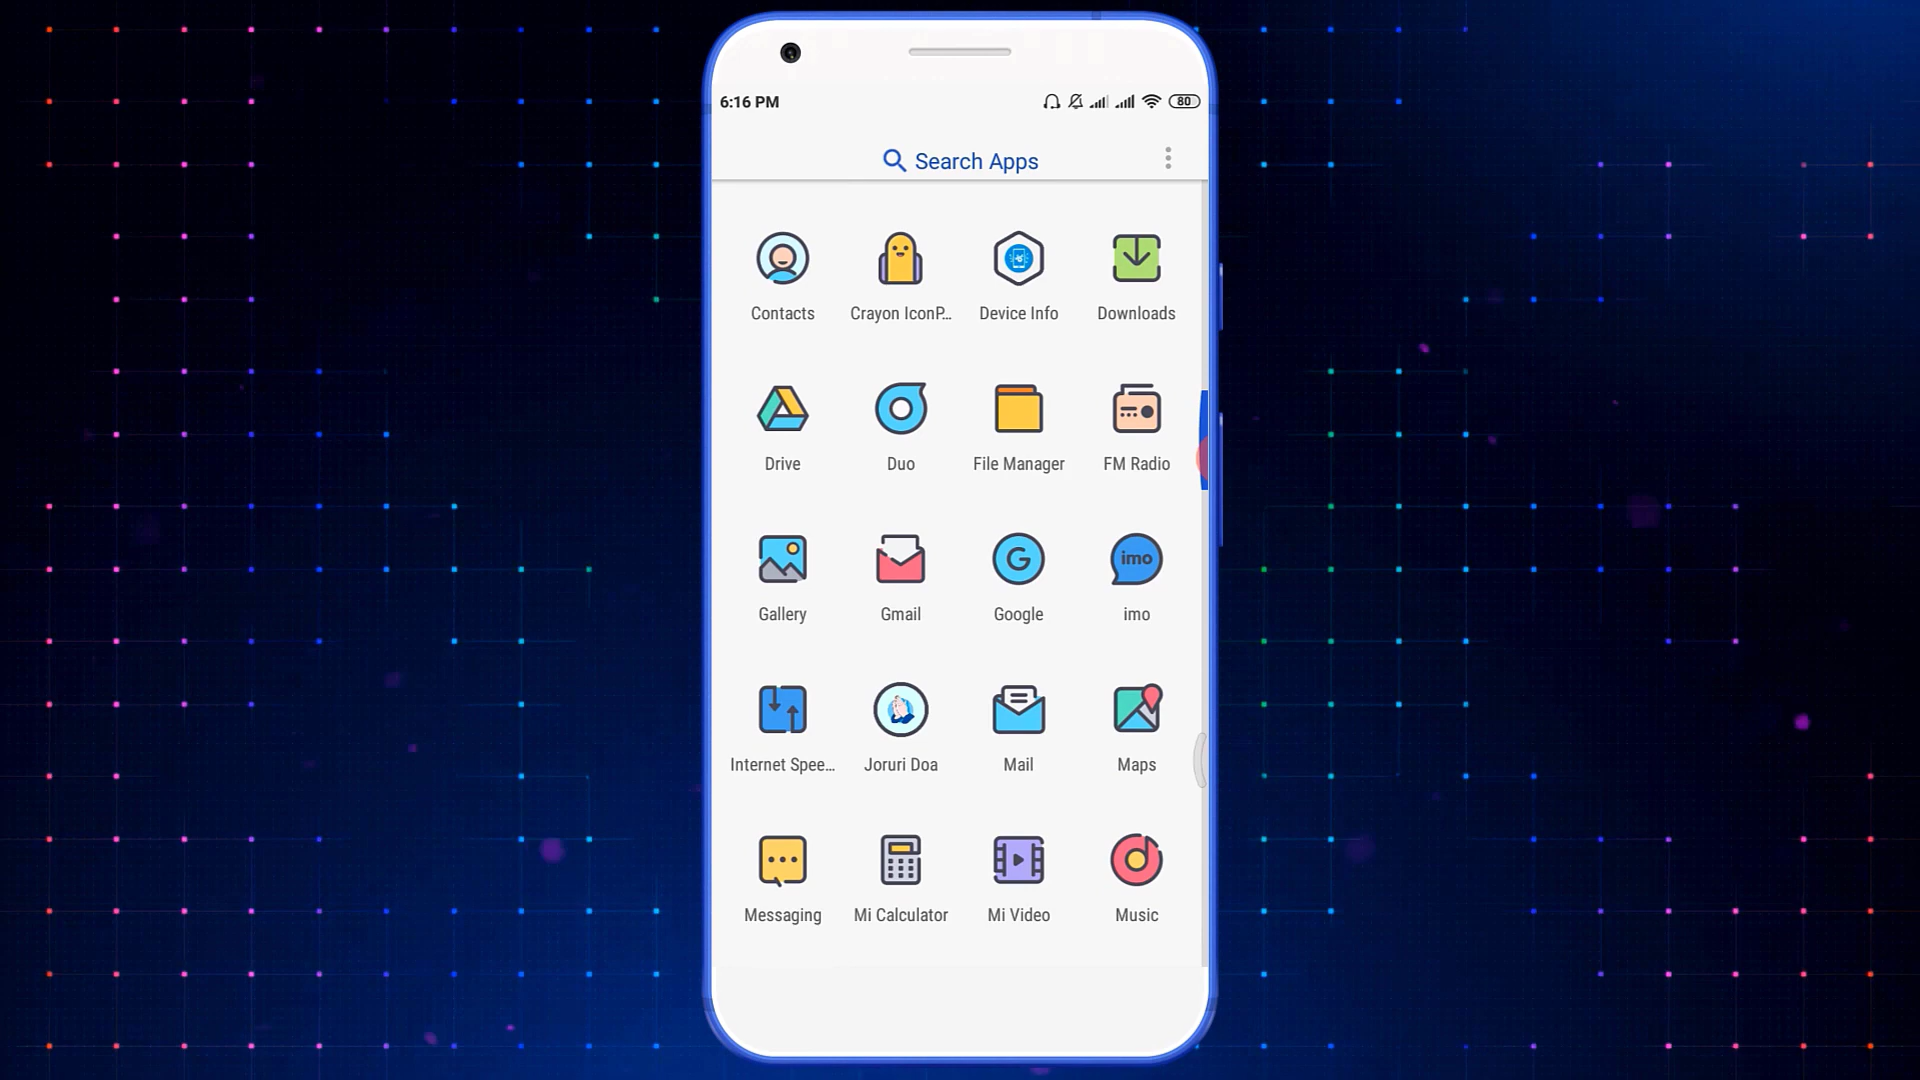 6:16 PM 80
Search Apps
Contacts Crayon IconP... Device Info Downloads
Drive Duo File Manager FM Radio
G imo
Gallery Gmail Google imo
Internet Spee... Joruri Doa Mail Maps
Messaging Mi Calculator Mi Video Music